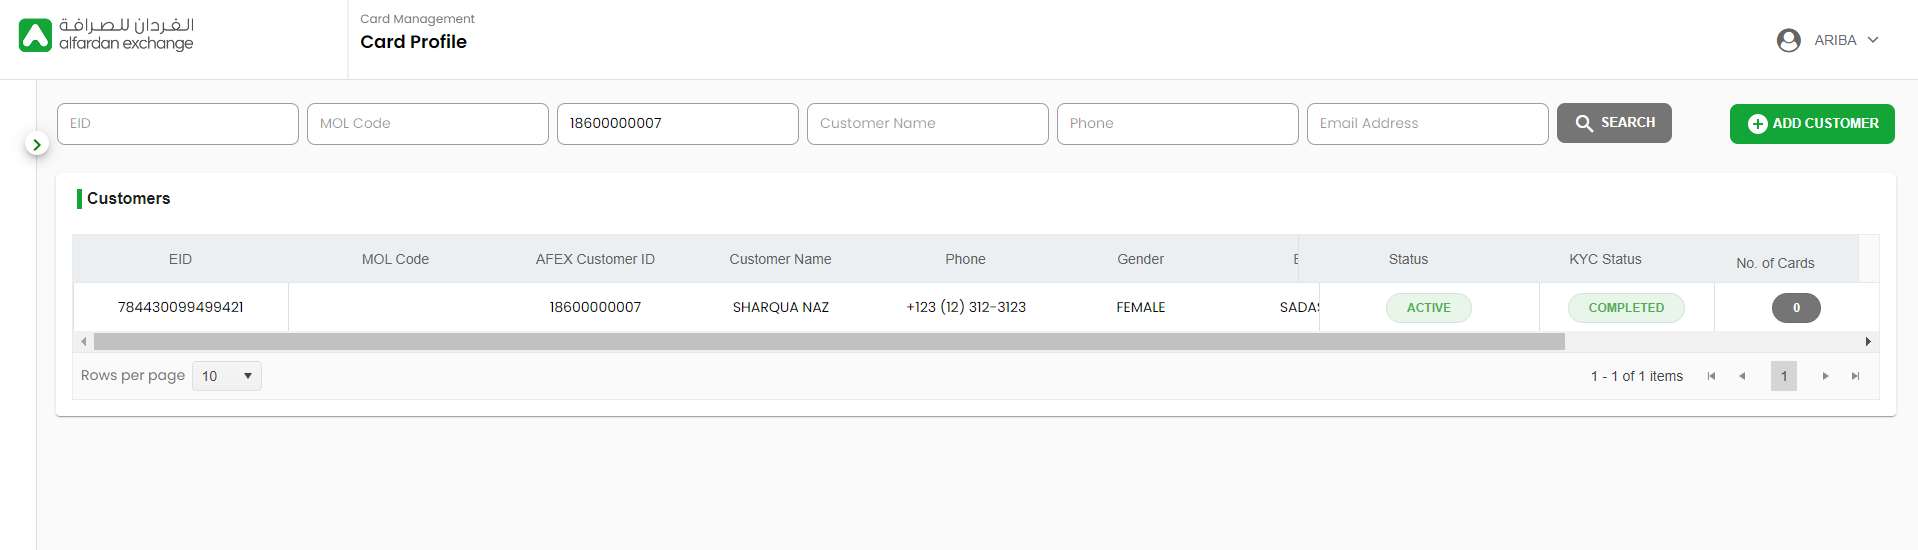 الفردان للصرافة
alfardan exchange
Card Management
Card Profile
ARIBA
EID
MOL Code
18600000007
Customer Name
Phone
Email Address
SEARCH
ADD CUSTOMER
Customers
EID MOL Code AFEX Customer ID Customer Name Phone Gender Status KYC Status No. of Cards
784430099499421 18600000007 SHARQUA NAZ +123 (12) 312-3123 FEMALE SADAS ACTIVE COMPLETED 0
Rows per page 10 1 - 1 of 1 items 1